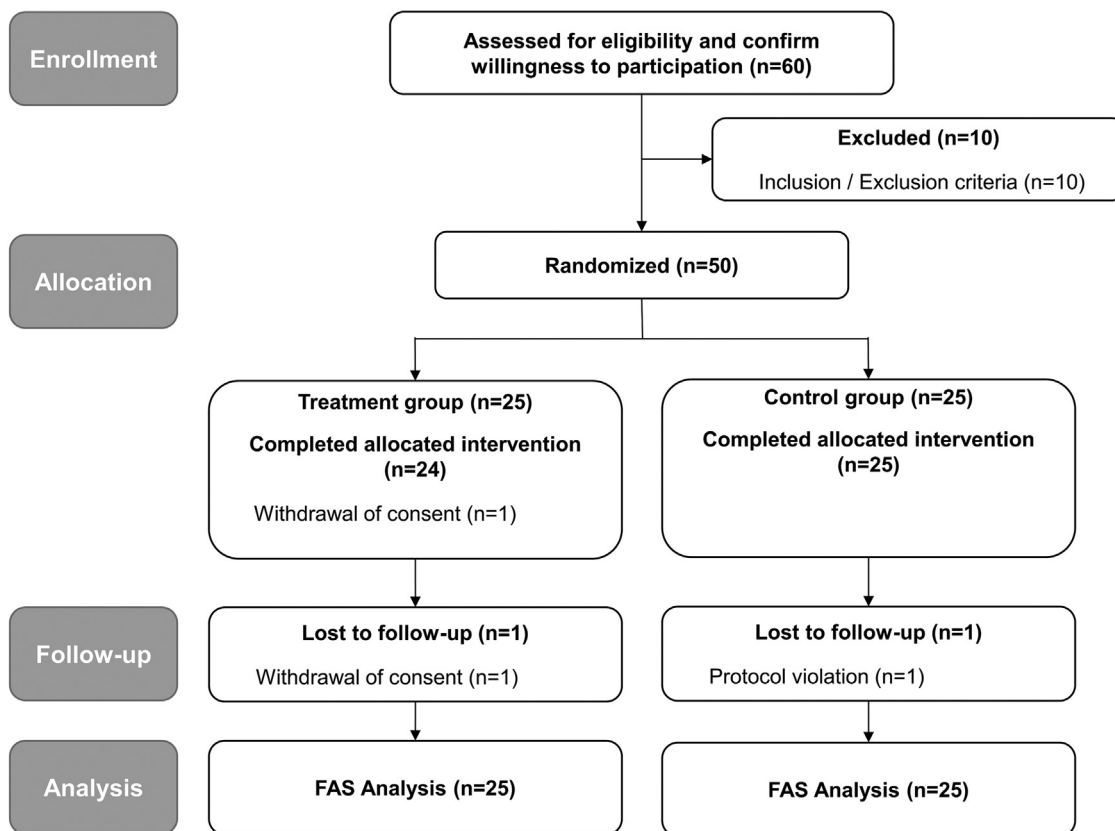 Enrollment
Assessed for eligibility and confirm
willingness to participation (n=60)
Excluded (n=10)
Inclusion / Exclusion criteria (n=10)
Allocation
Randomized (n=50)
Treatment group (n=25)
Completed allocated intervention
(n=24)
Withdrawal of consent (n=1)
Control group (n=25)
Completed allocated intervention
(n=25)
Follow-up
Lost to follow-up (n=1)
Withdrawal of consent (n=1)
Lost to follow-up (n=1)
Protocol violation (n=1)
Analysis
FAS Analysis (n=25)
FAS Analysis (n=25)